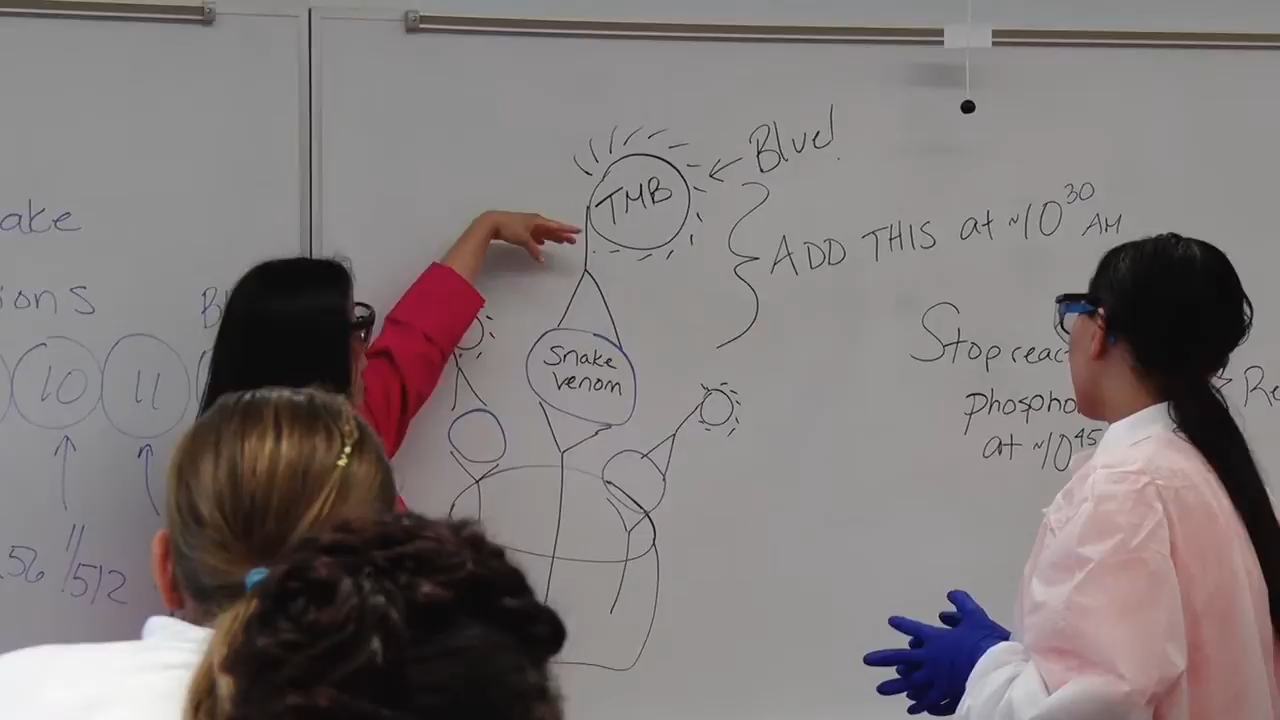 ake
ions
10 11
56 1/512
TMB
Blue!
Snake
venom
ADD THIS at ~10 30 AM
Stop reac
phospho
at ~10 45